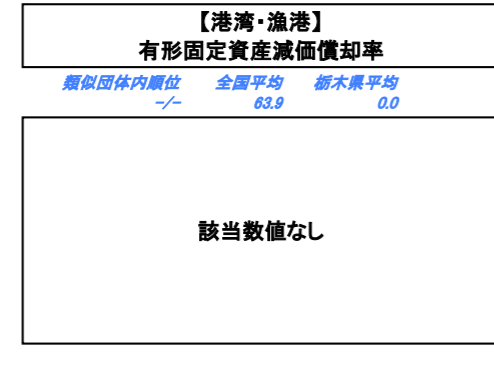 【港湾・漁港】
有形固定資産減価償却率
類似団体内順位 全国平均 栃木県平均
-/- 63.9 0.0
該当数値なし